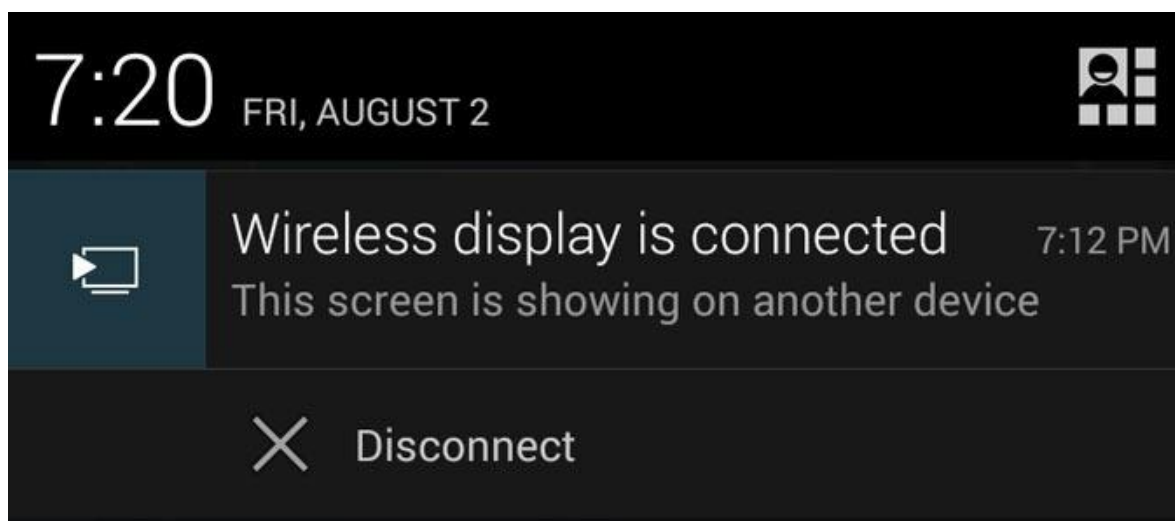 7:20 FRI, AUGUST 2
Wireless display is connected 7:12 PM
This screen is showing on another device
Disconnect